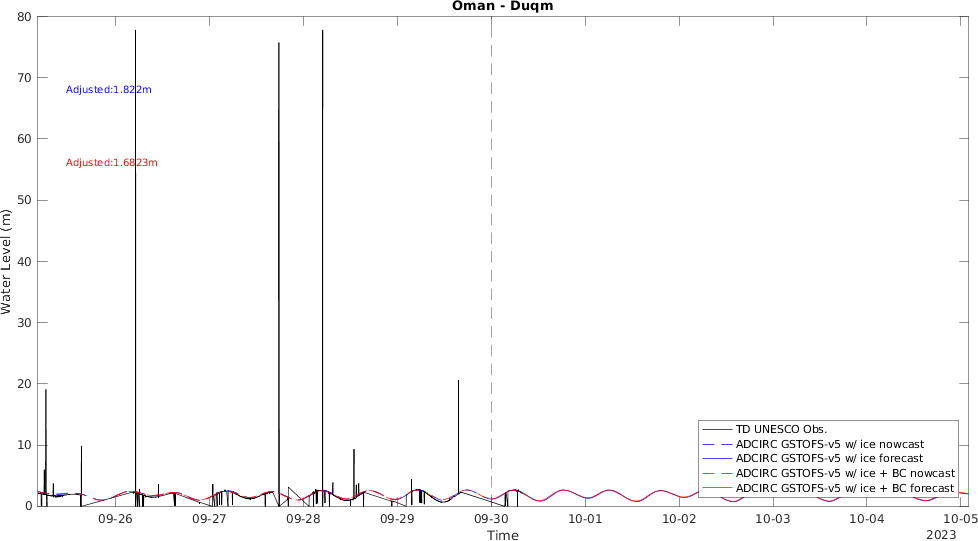 Oman - Duqm
80
70
60
50
40
30
20
10
0
Water Level (m)
Adjusted:1.822m
Adjusted:1.6823m
TD UNESCO Obs.
ADCIRC GSTOFS-v5 w/ ice nowcast
ADCIRC GSTOFS-v5 w/ ice forecast
ADCIRC GSTOFS-v5 w/ ice + BC nowcast
ADCIRC GSTOFS-v5 w/ ice + BC forecast
09-26 09-27 09-28 09-29 09-30 10-01 10-02 10-03 10-04 10-05
Time
2023